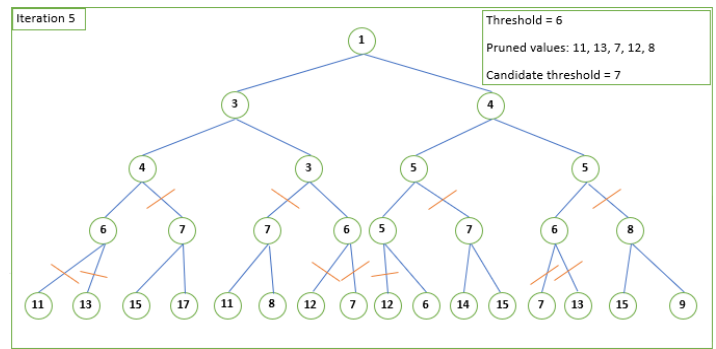 Iteration 5
Threshold = 6
Pruned values: 11, 13, 7, 12, 8
Candidate threshold = 7
1
3 4
4 3 5 5
6 7 7 6 5 7 6 8
11 13 15 17 11 8 12 7 12 6 14 15 7 13 15 9